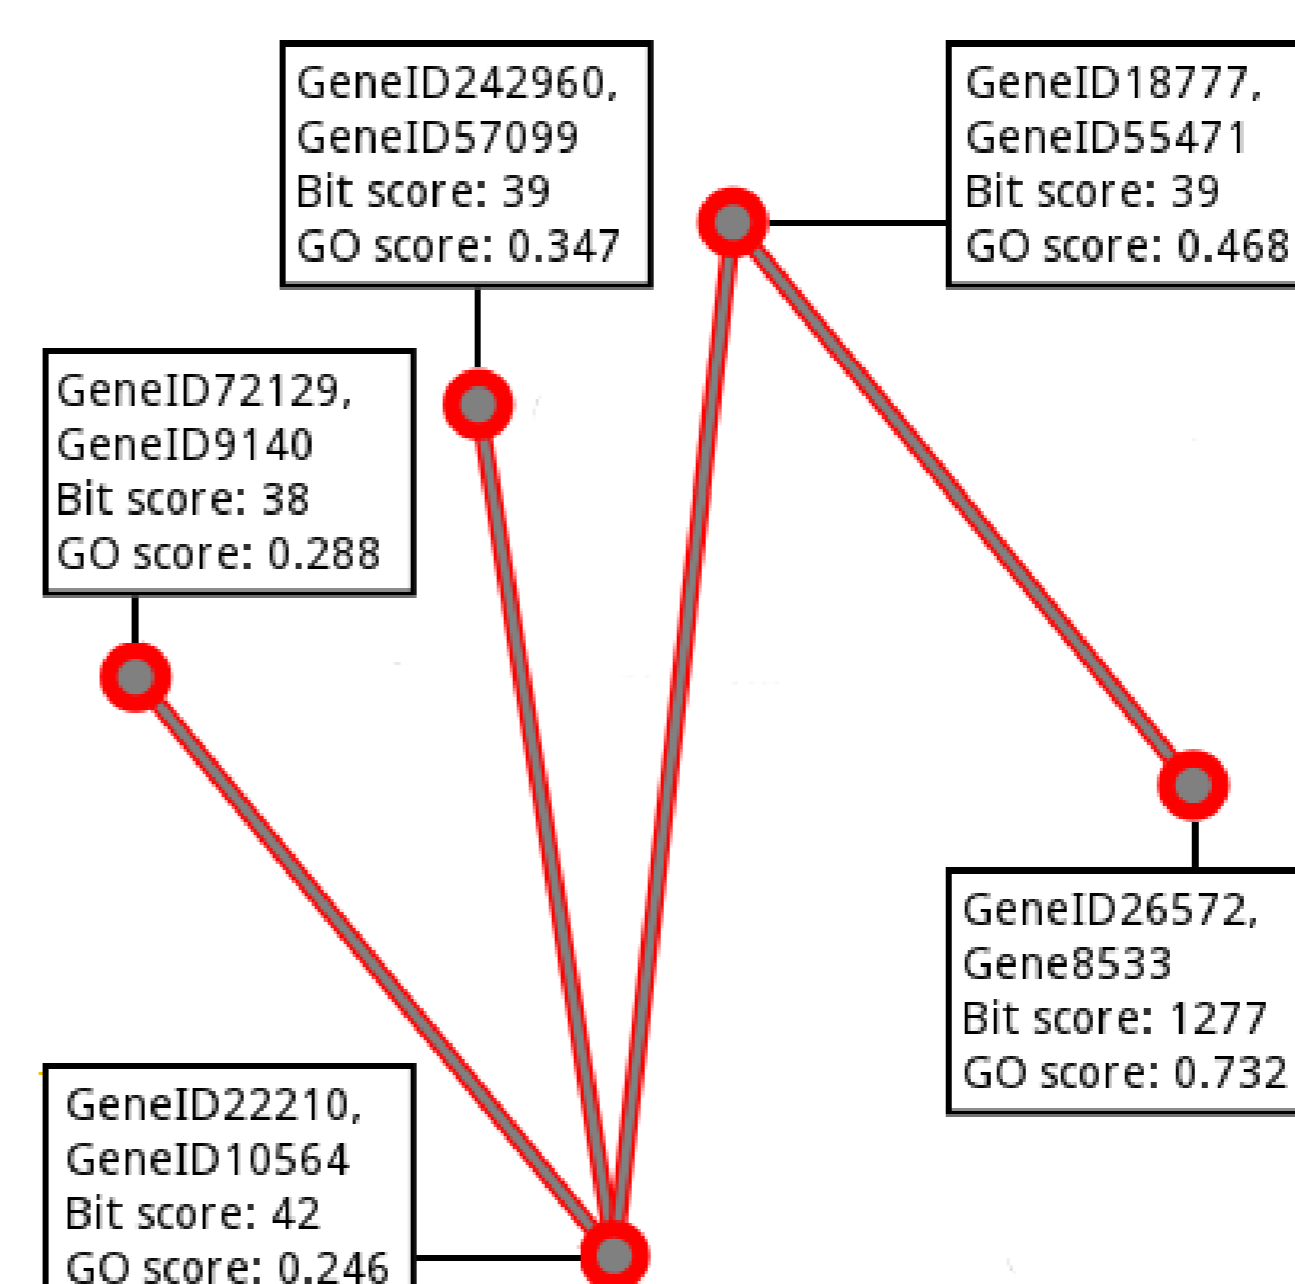 GeneID242960,
GeneID57099
Bit score: 39
GO score: 0.347
GeneID18777,
GeneID55471
Bit score: 39
GO score: 0.468
GeneID72129,
GeneID9140
Bit score: 38
GO score: 0.288
GeneID26572,
Gene8533
Bit score: 1277
GO score: 0.732
GeneID22210,
GeneID10564
Bit score: 42
GO score: 0.246